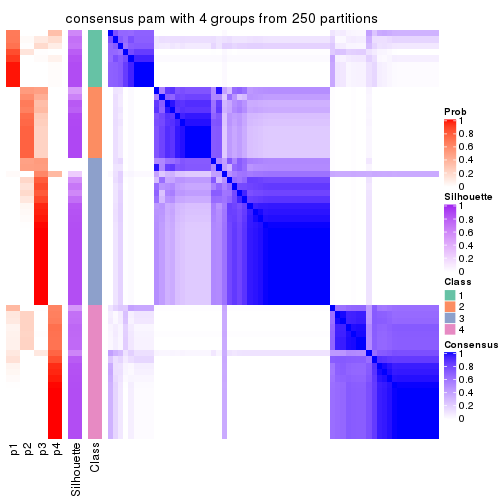 consensus pam with 4 groups from 250 partitions
Prob
1
0.8
0.6
0.4
0.2
0
Silhouette
1
0.8
0.6
0.4
0.2
0
Class
1
2
3
4
Consensus
1
0.8
0.6
0.4
0.2
0
p1
p2
p3
p4
Silhouette
Class